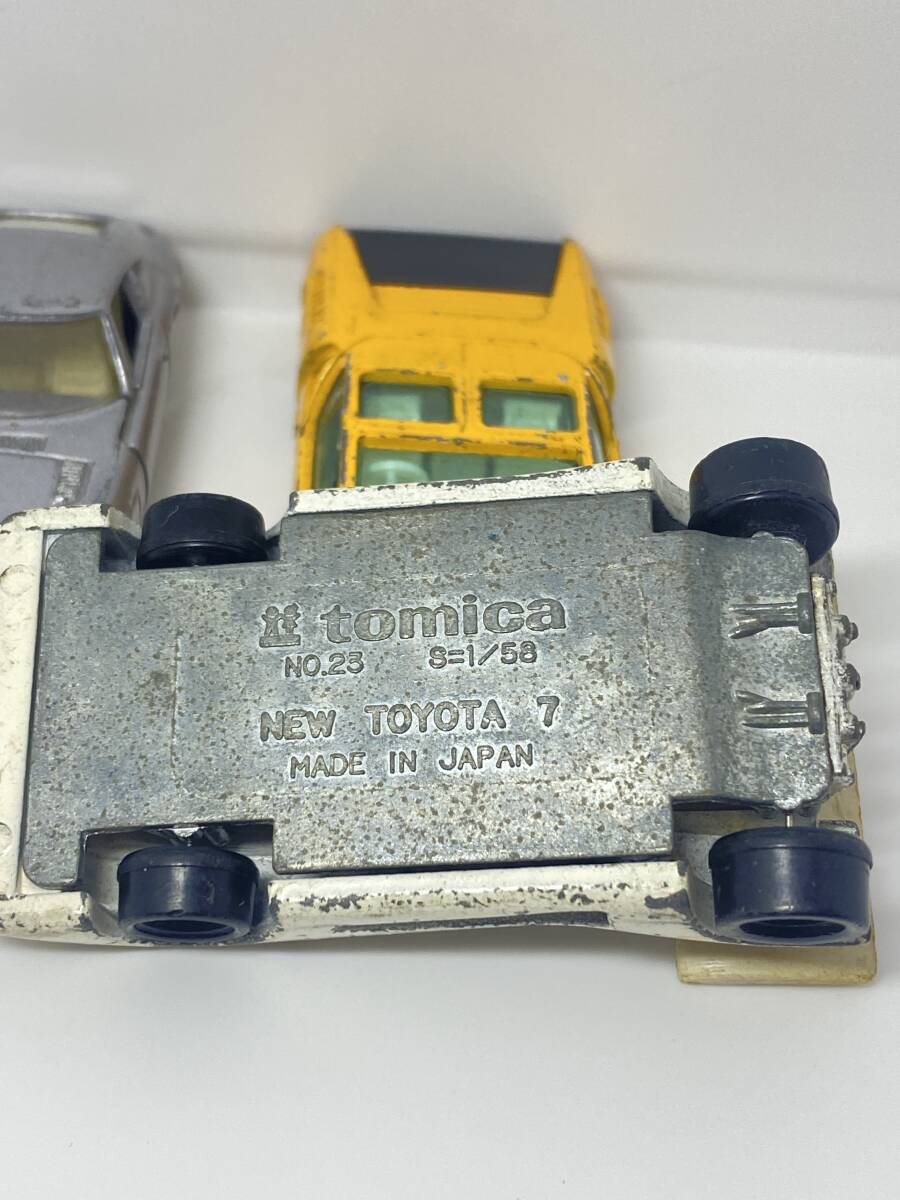 tomica
NO.23 S=1/58
NEW TOYOTA 7
MADE IN JAPAN